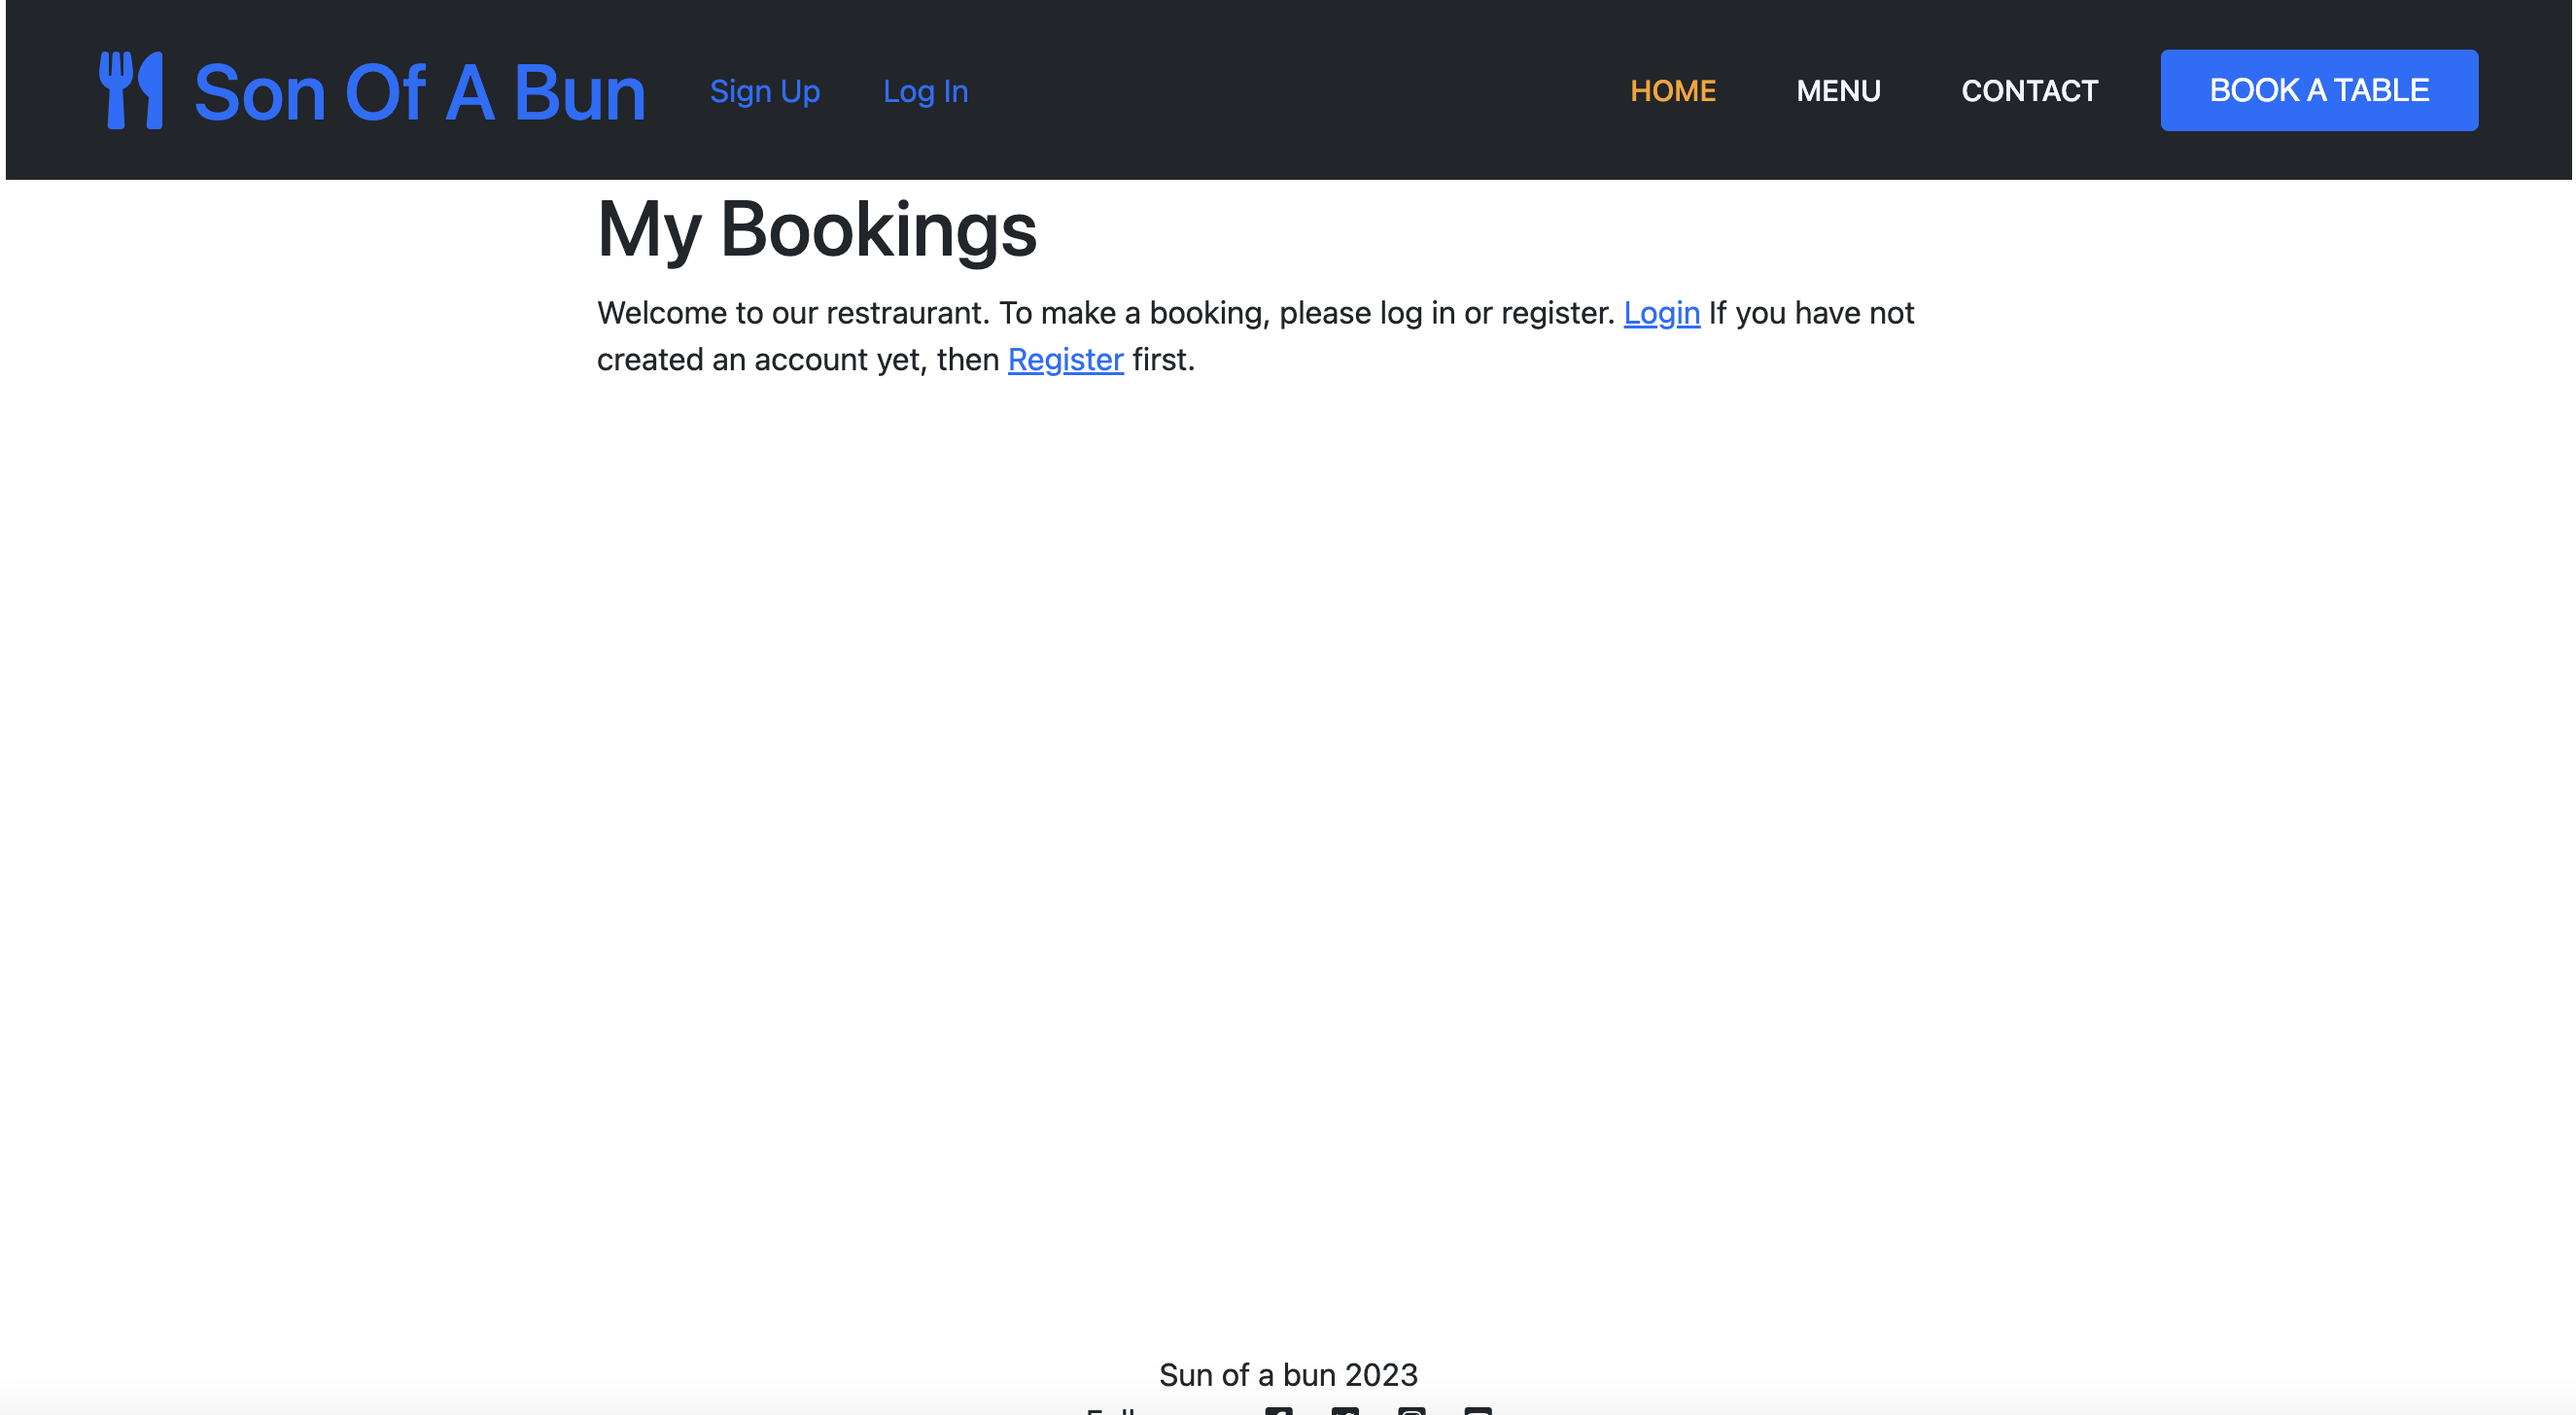 Son Of A Bun Sign Up Log In HOME MENU CONTACT BOOK A TABLE
My Bookings
Welcome to our restraurant. To make a booking, please log in or register. Login If you have not
created an account yet, then Register first.
Sun of a bun 2023